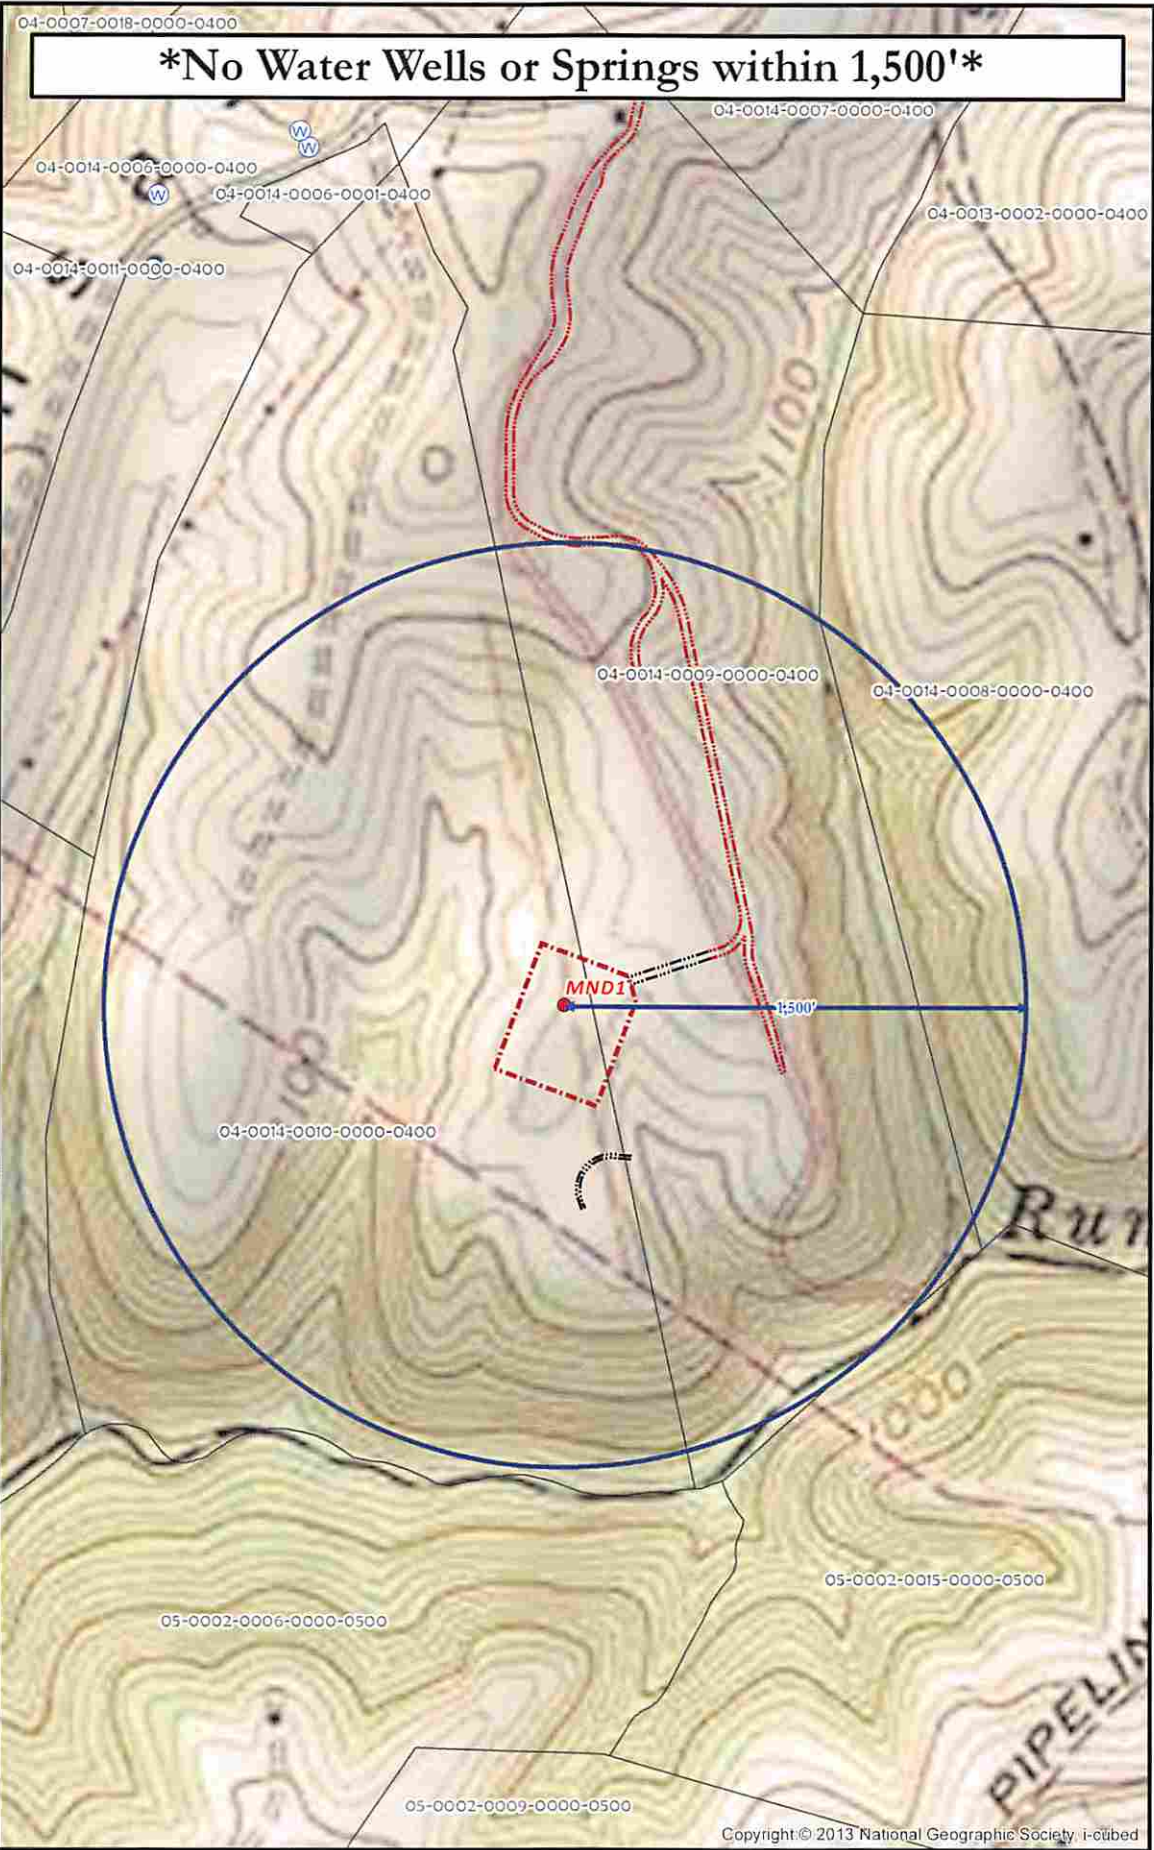 04-0007-0018-0000-0400
*No Water Wells or Springs within 1,500'*
04-0014-0007-0000-0400
W
W
04-0014-0006-0000-0400
W
04-0014-0006-0001-0400
04-0013-0002-0000-0400
04-0014-0011-0000-0400
1100
04-0014-0009-0000-0400
04-0014-0008-0000-0400
MND1
1,500'
04-0014-0010-0000-0400
Run
1000
05-0002-0015-0000-0500
05-0002-0006-0000-0500
PIPELIN
05-0002-0009-0000-0500
Copyright:© 2013 National Geographic Society, i-cubed